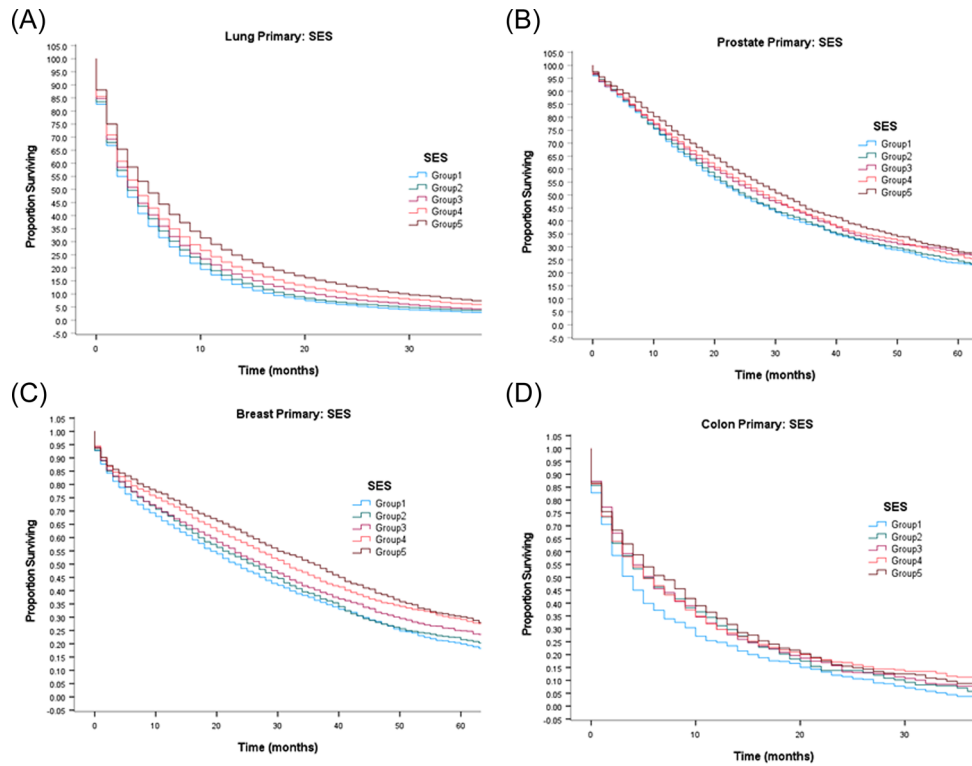 (A)
Lung Primary: SES
Proportion Surviving
105.0
100.0
95.0
90.0
85.0
80.0
75.0
70.0
65.0
60.0
55.0
50.0
45.0
40.0
35.0
30.0
25.0
20.0
15.0
10.0
5.0
0.0
-5.0
SES
Group1
Group2
Group3
Group4
Group5
0 10 20 30
Time (months)
(B)
Prostate Primary: SES
Proportion Surviving
105.0
100.0
95.0
90.0
85.0
80.0
75.0
70.0
65.0
60.0
55.0
50.0
45.0
40.0
35.0
30.0
25.0
20.0
15.0
10.0
5.0
0.0
-5.0
SES
Group1
Group2
Group3
Group4
Group5
0 10 20 30 40 50 60
Time (months)
(C)
Breast Primary: SES
Proportion Surviving
1.05
1.00
0.95
0.90
0.85
0.80
0.75
0.70
0.65
0.60
0.55
0.50
0.45
0.40
0.35
0.30
0.25
0.20
0.15
0.10
0.05
0.00
-0.05
SES
Group1
Group2
Group3
Group4
Group5
0 10 20 30 40 50 60
Time (months)
(D)
Colon Primary: SES
Proportion Surviving
1.05
1.00
0.95
0.90
0.85
0.80
0.75
0.70
0.65
0.60
0.55
0.50
0.45
0.40
0.35
0.30
0.25
0.20
0.15
0.10
0.05
0.00
-0.05
SES
Group1
Group2
Group3
Group4
Group5
0 10 20 30
Time (months)